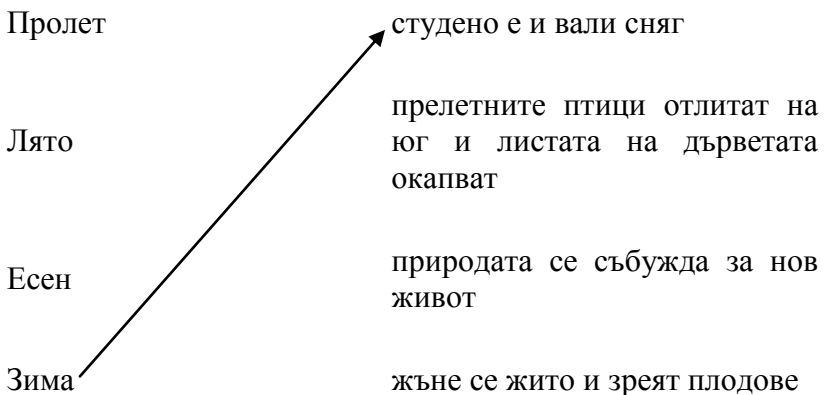 Пролет
студено е и вали сняг
Лято
прелетните птици отлитат на
юг и листата на дърветата
окапват
Есен
природата се събужда за нов
живот
Зима
жъне се жито и зреят плодове